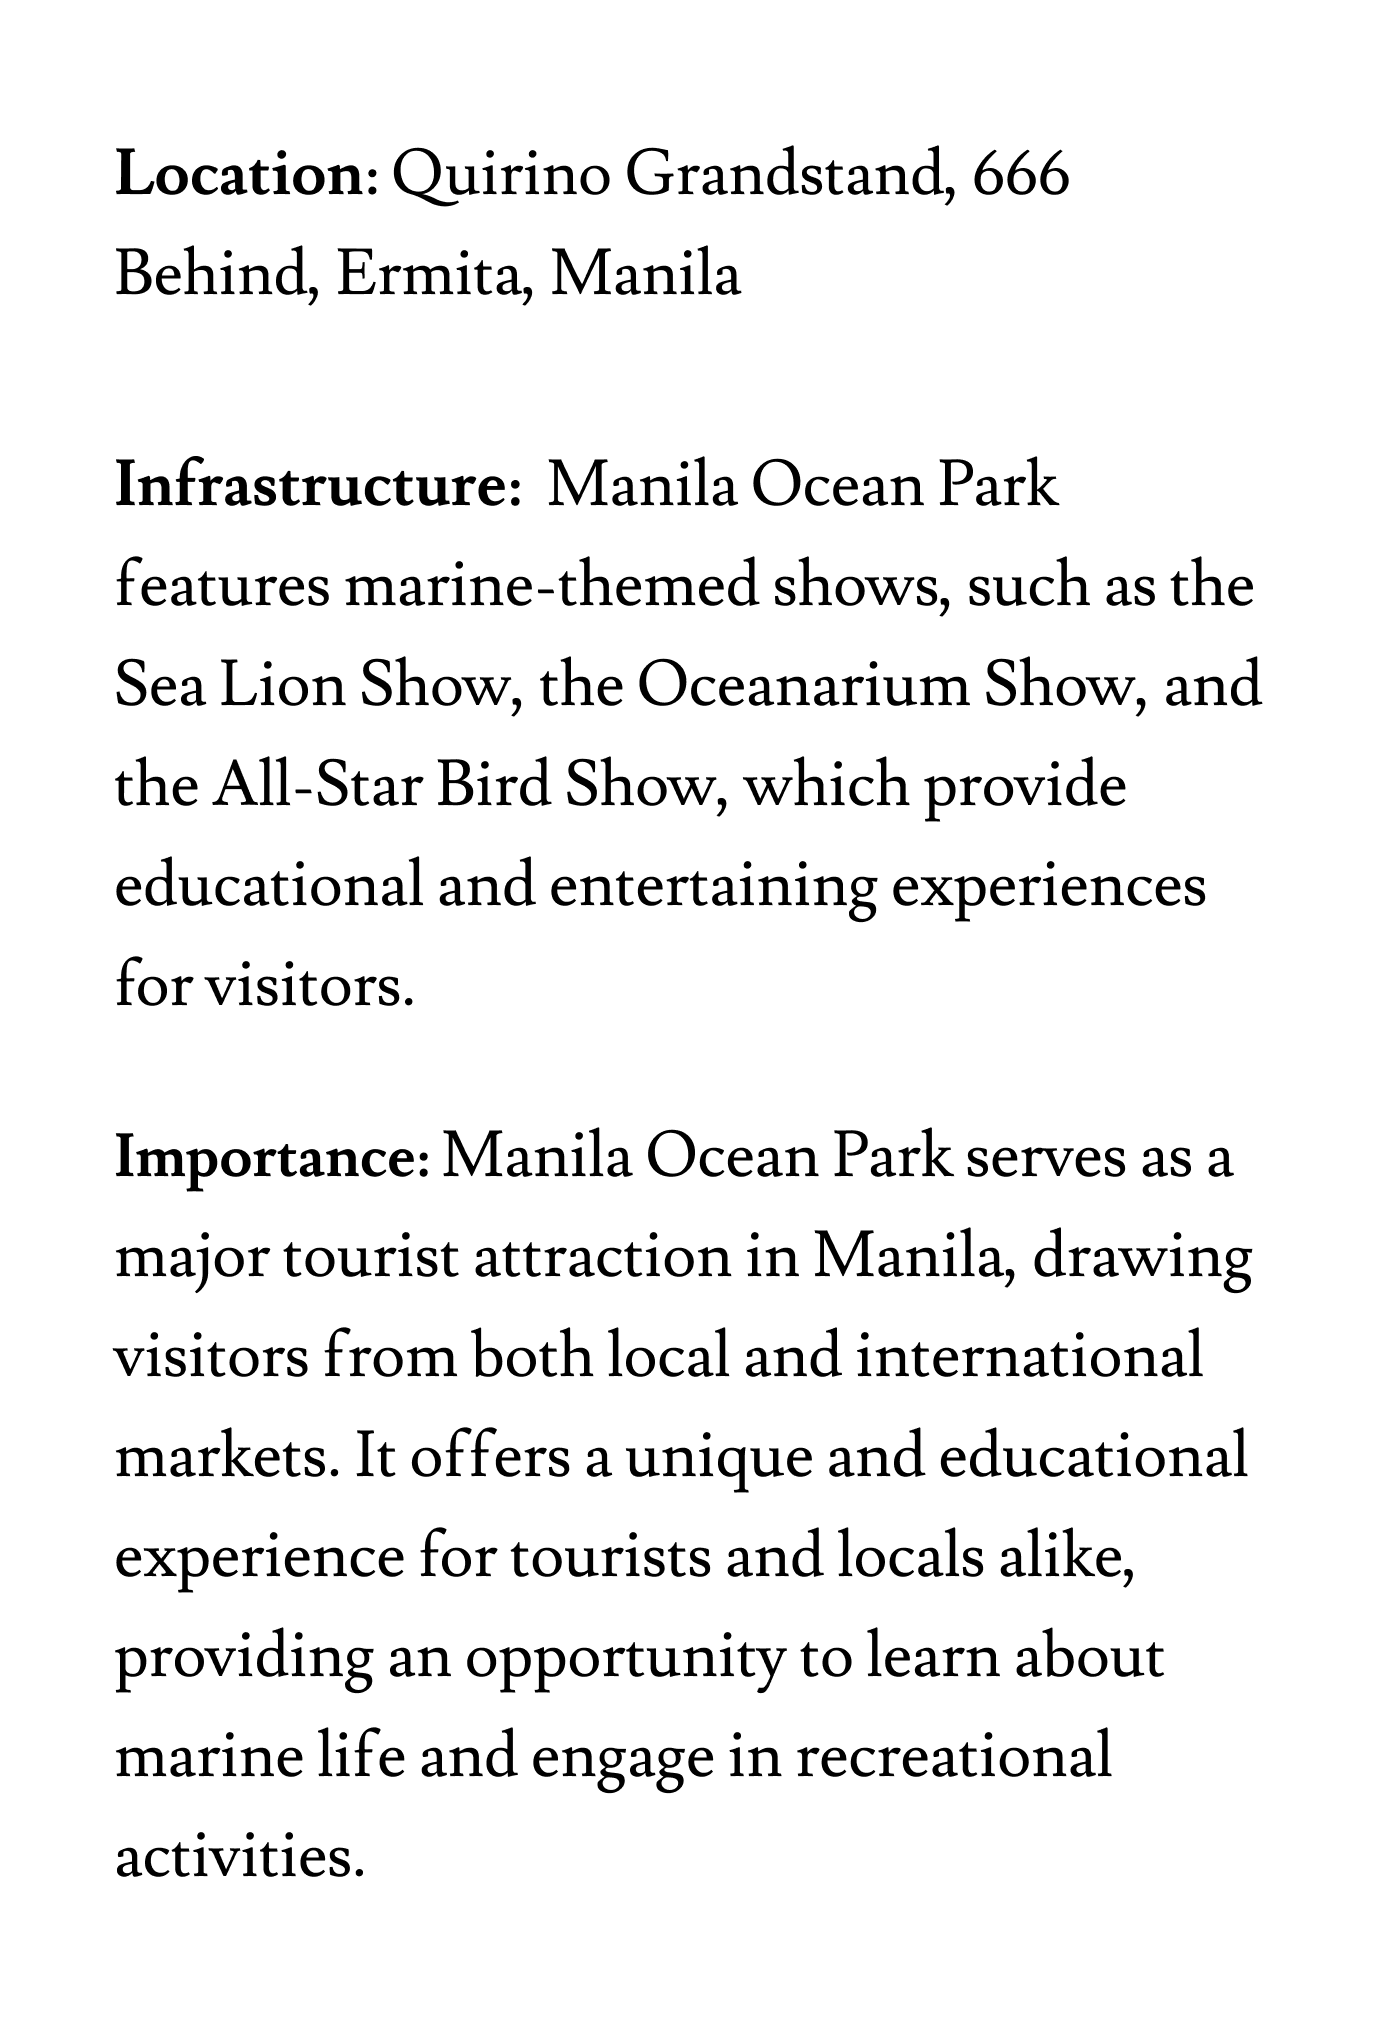 Location: Quirino Grandstand, 666
Behind, Ermita, Manila
Infrastructure: Manila Ocean Park
features marine-themed shows, such as the
Sea Lion Show, the Oceanarium Show, and
the All-Star Bird Show, which provide
educational and entertaining experiences
for visitors.
Importance: Manila Ocean Park serves as a
major tourist attraction in Manila, drawing
visitors from both local and international
markets. It offers a unique and educational
experience for tourists and locals alike,
providing an opportunity to learn about
marine life and engage in recreational
activities.